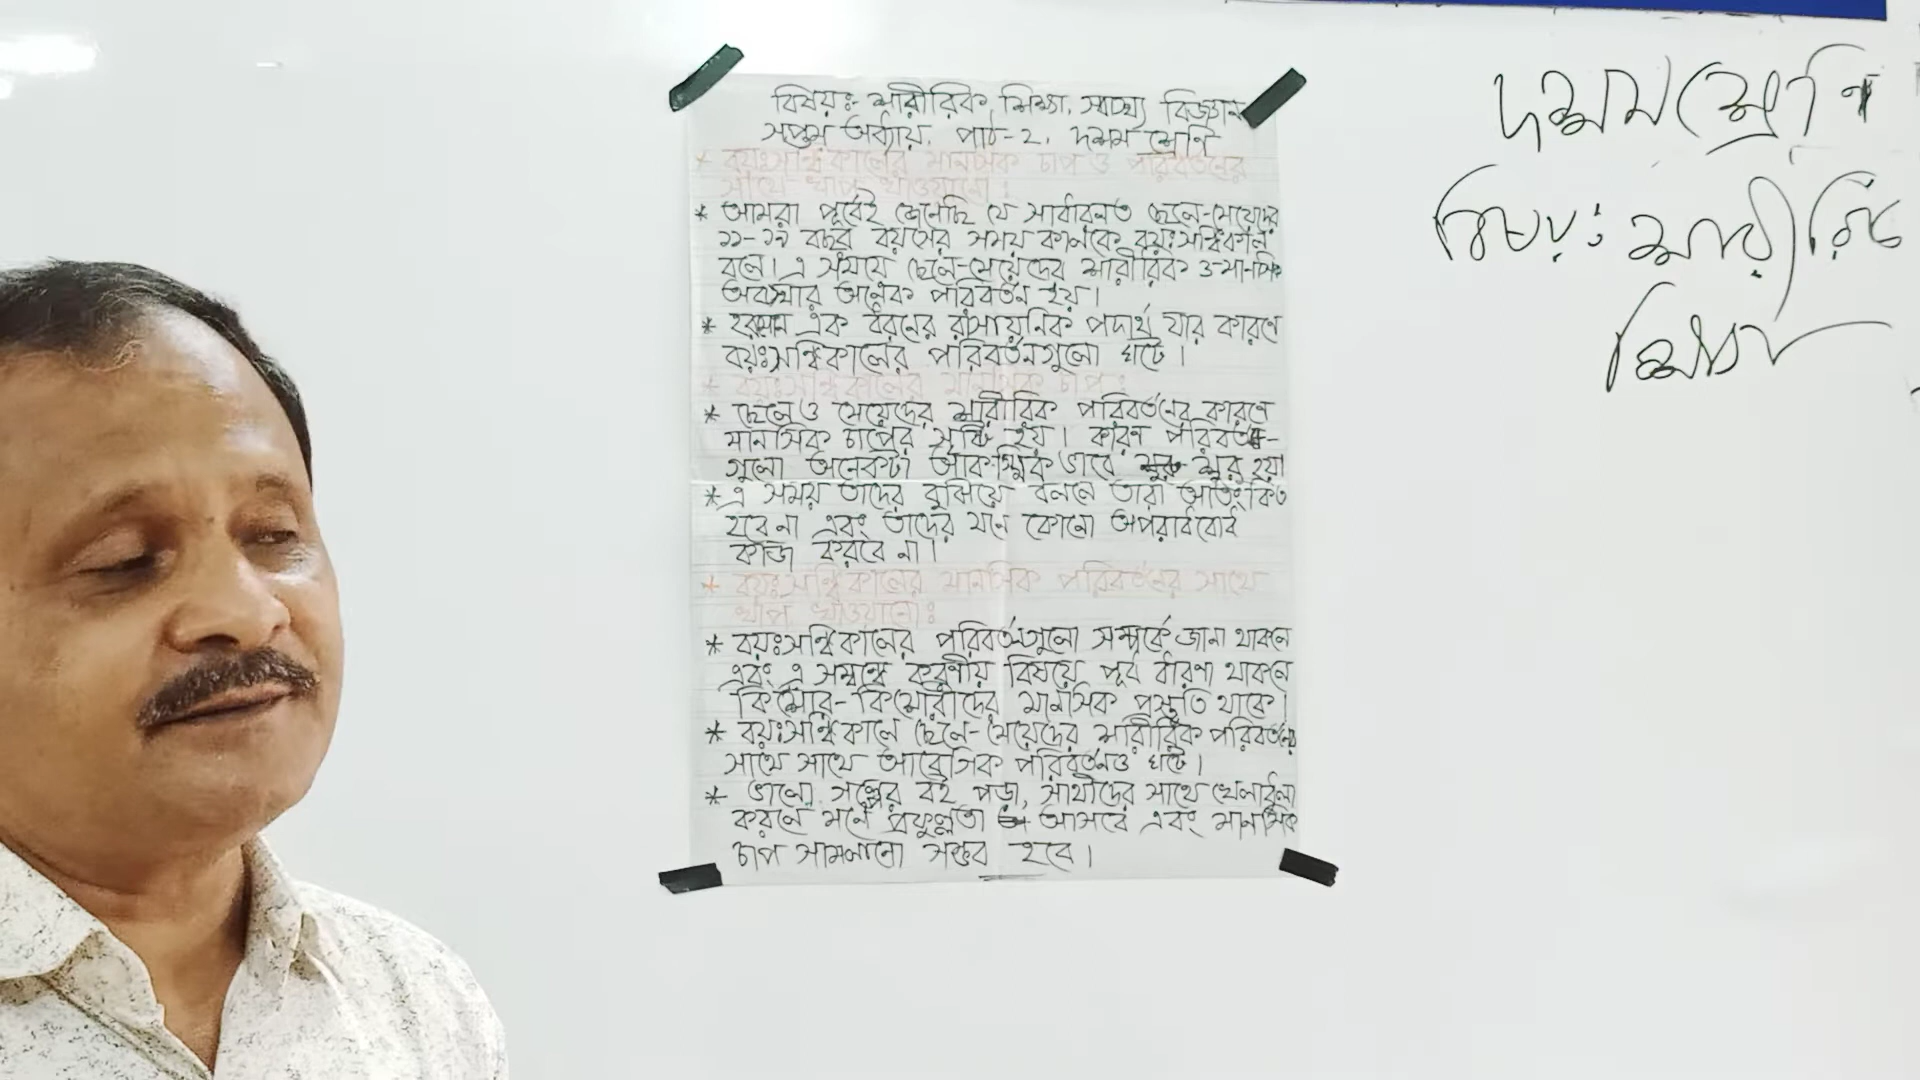 বিষয়ঃ- শারীরিক শিক্ষা, স্বাস্থ্য বিজ্ঞান
সপ্তম অধ্যায়, পাঠ-২, দশম শ্রেণি
* বয়ঃসন্ধিকালের মানসিক চাপ ও পরিবর্তনের
সাথে খাপ খাওয়ানো :
* আমরা পূর্বেই জেনেছি যে সাধারনত ছেলে-মেয়েদের
১১-১৯ বছর বয়সের সময় কালকে বয়ঃসন্ধিকাল
বলে। এ সময়ে ছেলে-মেয়েদের শারীরিক ও মানসিক
অবস্থার অনেক পরিবর্তন হয়।
* হরমোন এক ধরনের রাসায়নিক পদার্থ যার কারণে
বয়ঃসন্ধিকালের পরিবর্তনগুলো ঘটে।
* বয়ঃসন্ধিকালের মানসিক চাপঃ
* ছেলে ও মেয়েদের শারীরিক পরিবর্তনের কারণে
মানসিক চাপের সৃষ্টি হয়। কারণ পরিবর্তন-
গুলো অনেকটা আকস্মিক ভাবে শুরু হয়।
* এ সময় তাদের বুঝিয়ে বললে তারা আতংকিত
হবে না এবং তাদের মনে কোনো অপরাধবোধ
কাজ করবে না।
* বয়ঃসন্ধিকালের মানসিক পরিবর্তনের সাথে
খাপ খাওয়ানোঃ
* বয়ঃসন্ধিকালের পরিবর্তনগুলো সম্পর্কে জানা থাকলে
এবং এ সম্বন্ধে করণীয় বিষয়ে পূর্ব ধারণা থাকলে
কিশোর-কিশোরীদের মানসিক প্রস্তুতি থাকে।
* বয়ঃসন্ধিকালে ছেলে-মেয়েদের শারীরিক পরিবর্তনের
সাথে সাথে আবেগিক পরিবর্তনও ঘটে।
* ভালো গল্পের বই পড়া, সাথীদের সাথে খেলাধুলা
করলে মনে প্রফুল্লতা আসবে এবং মানসিক
চাপ সামলানো সম্ভব হবে।
দশম শ্রেণি
বিষয়ঃ শারীরিক
শিক্ষা